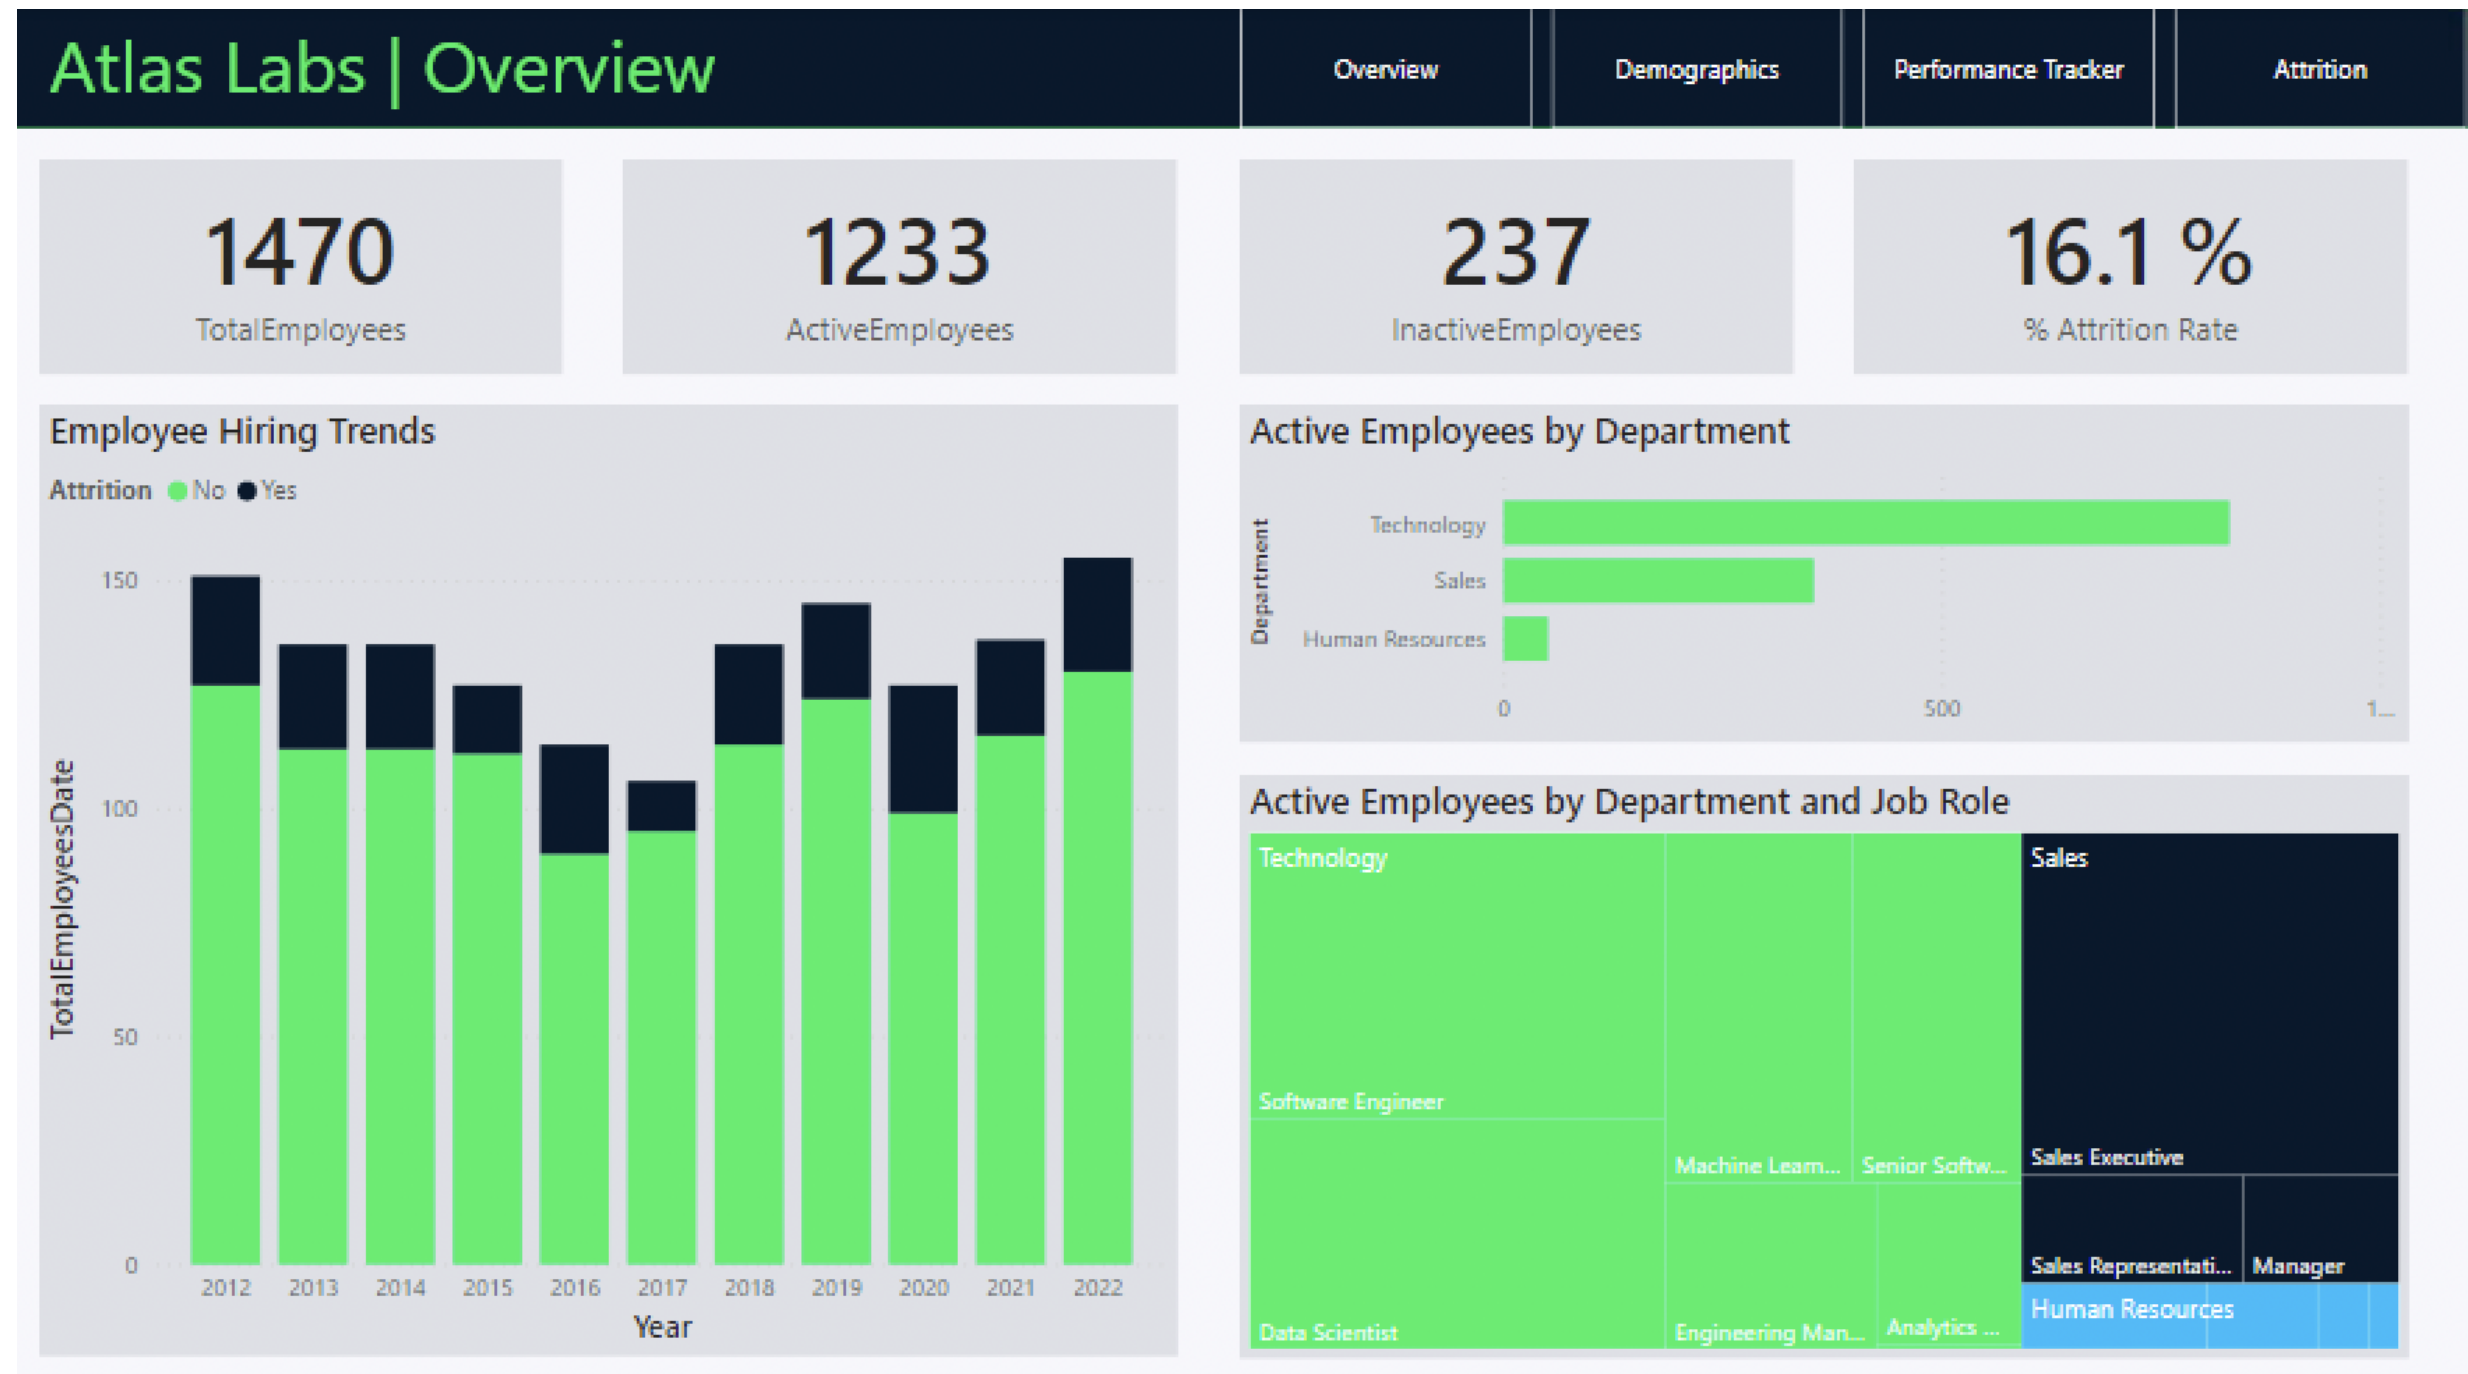 Atlas Labs | Overview
Overview
Demographics
Performance Tracker
Attrition
1470
TotalEmployees
1233
ActiveEmployees
237
InactiveEmployees
16.1 %
% Attrition Rate
Employee Hiring Trends
Attrition No Yes
TotalEmployeesDate
150
100
50
0
2012 2013 2014 2015 2016 2017 2018 2019 2020 2021 2022
Year
Active Employees by Department
Department
Technology
Sales
Human Resources
0 500 1...
Active Employees by Department and Job Role
Technology
Software Engineer
Data Scientist
Machine Learn...
Senior Softw...
Engineering Man...
Analytics ...
Sales
Sales Executive
Sales Representati...
Manager
Human Resources